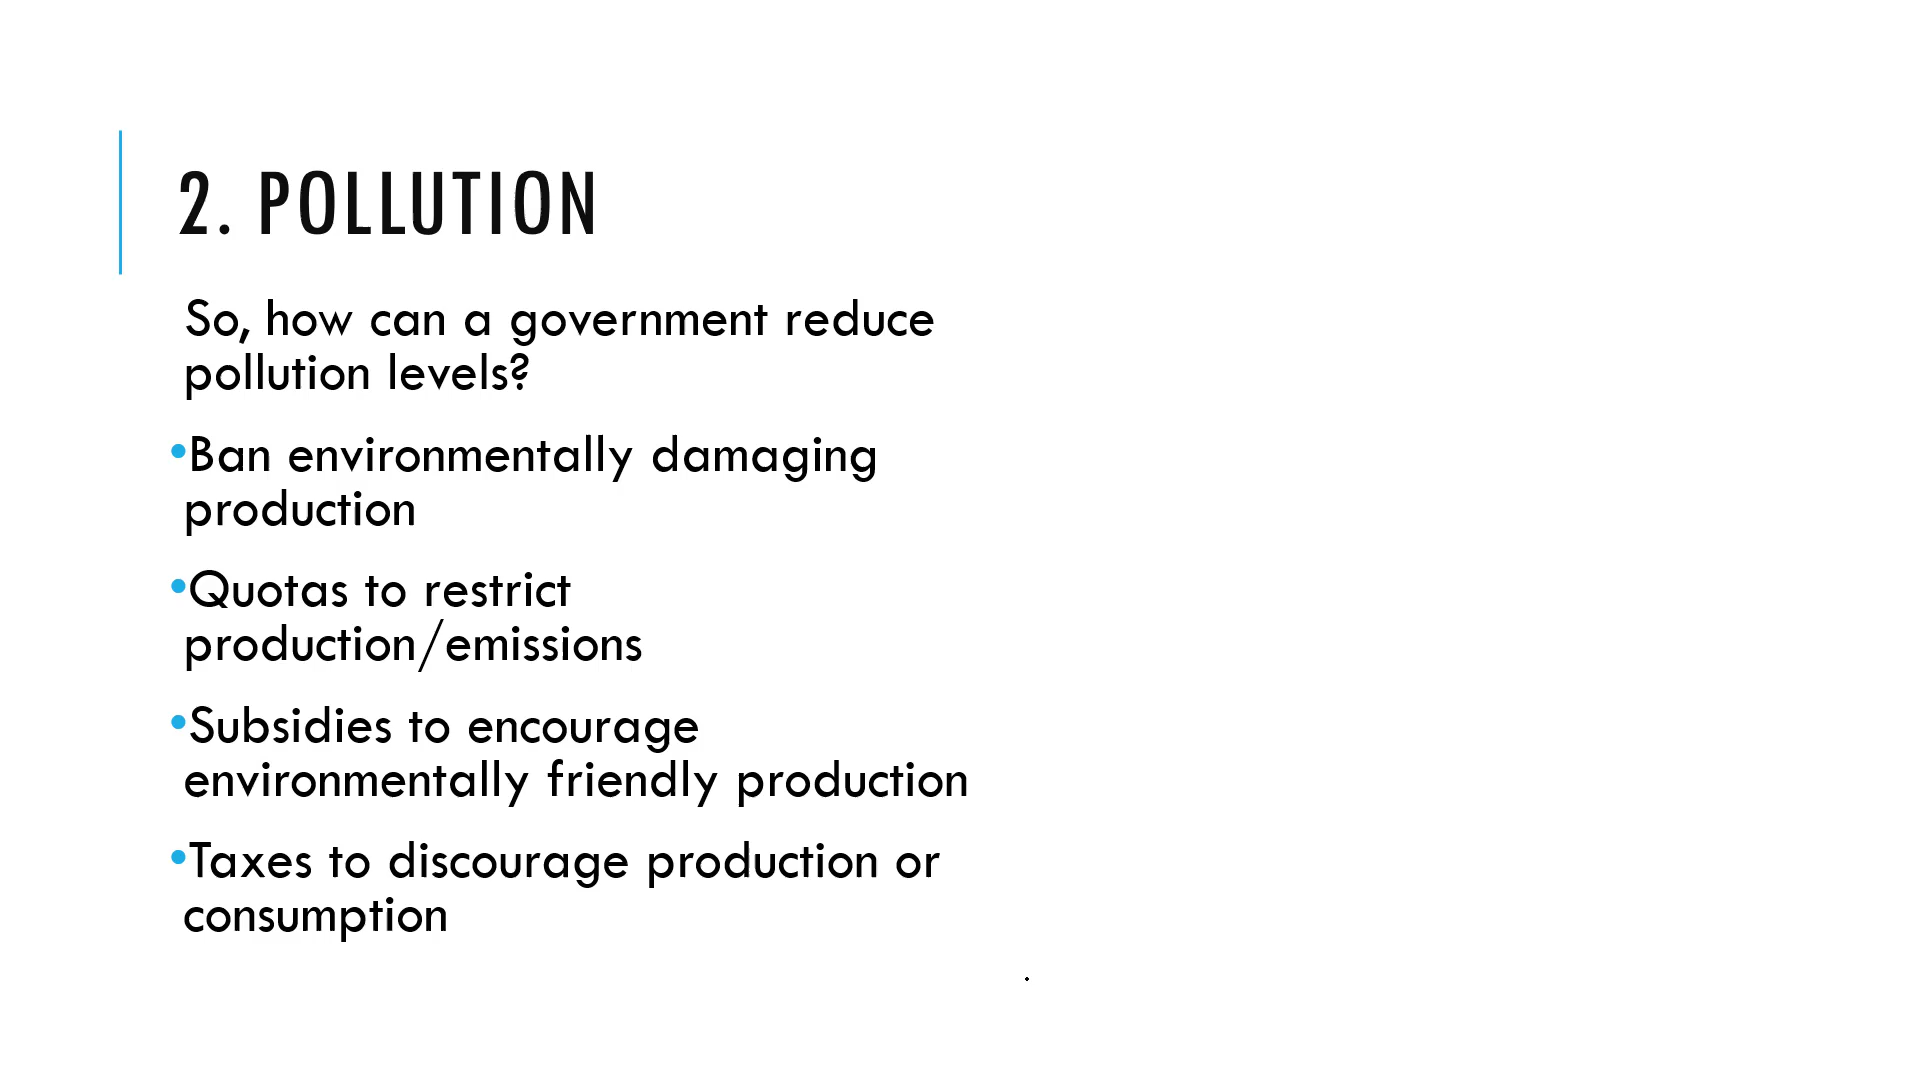 2. POLLUTION
So, how can a government reduce
pollution levels?
•Ban environmentally damaging
production
•Quotas to restrict
production/emissions
•Subsidies to encourage
environmentally friendly production
•Taxes to discourage production or
consumption
.